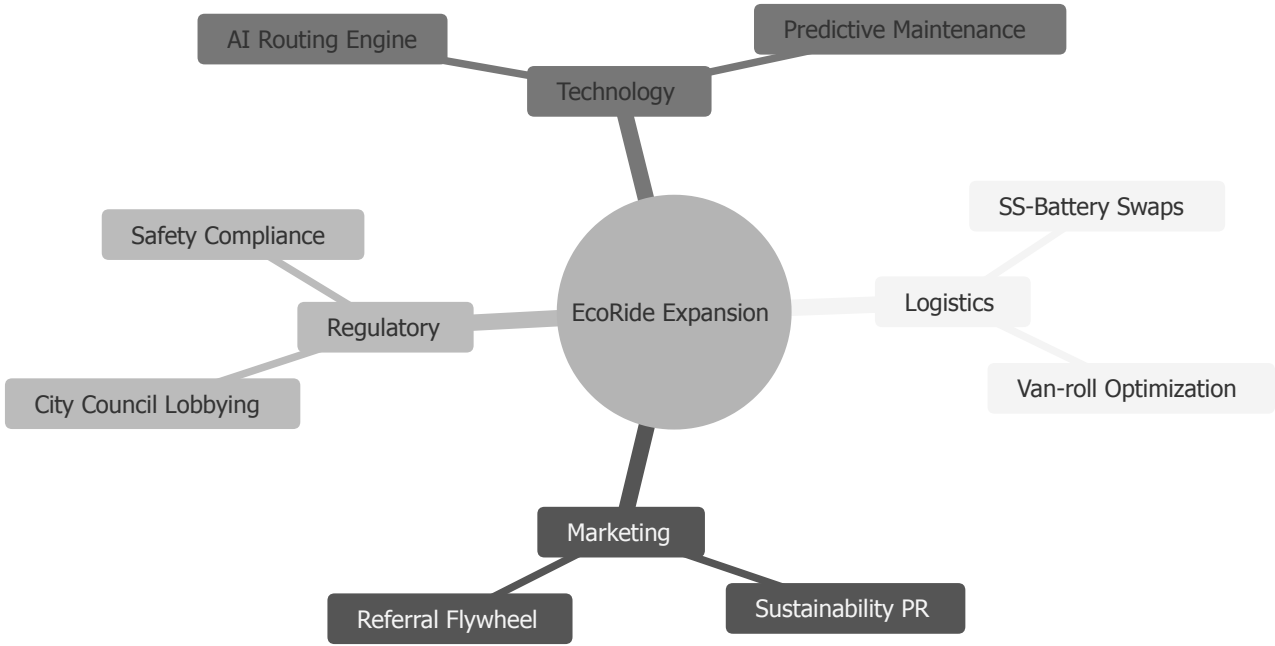 AI Routing Engine
Predictive Maintenance
Technology
SS-Battery Swaps
Safety Compliance
Logistics
EcoRide Expansion
Regulatory
Van-roll Optimization
City Council Lobbying
Marketing
Sustainability PR
Referral Flywheel